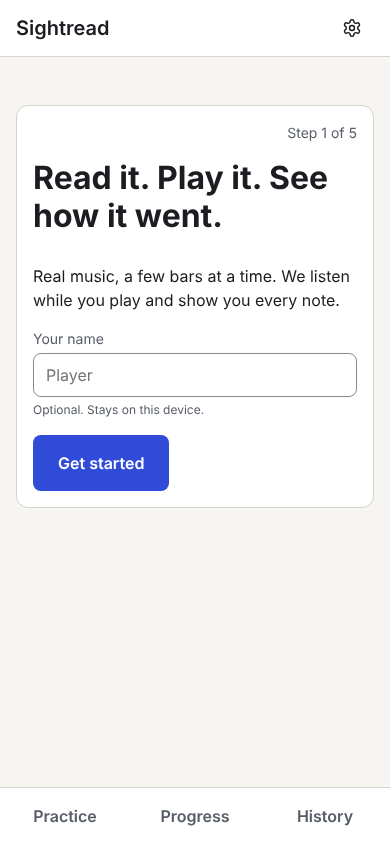 Sightread
Step 1 of 5
Read it. Play it. See
how it went.
Real music, a few bars at a time. We listen
while you play and show you every note.
Your name
Player
Optional. Stays on this device.
Get started
Practice
Progress
History